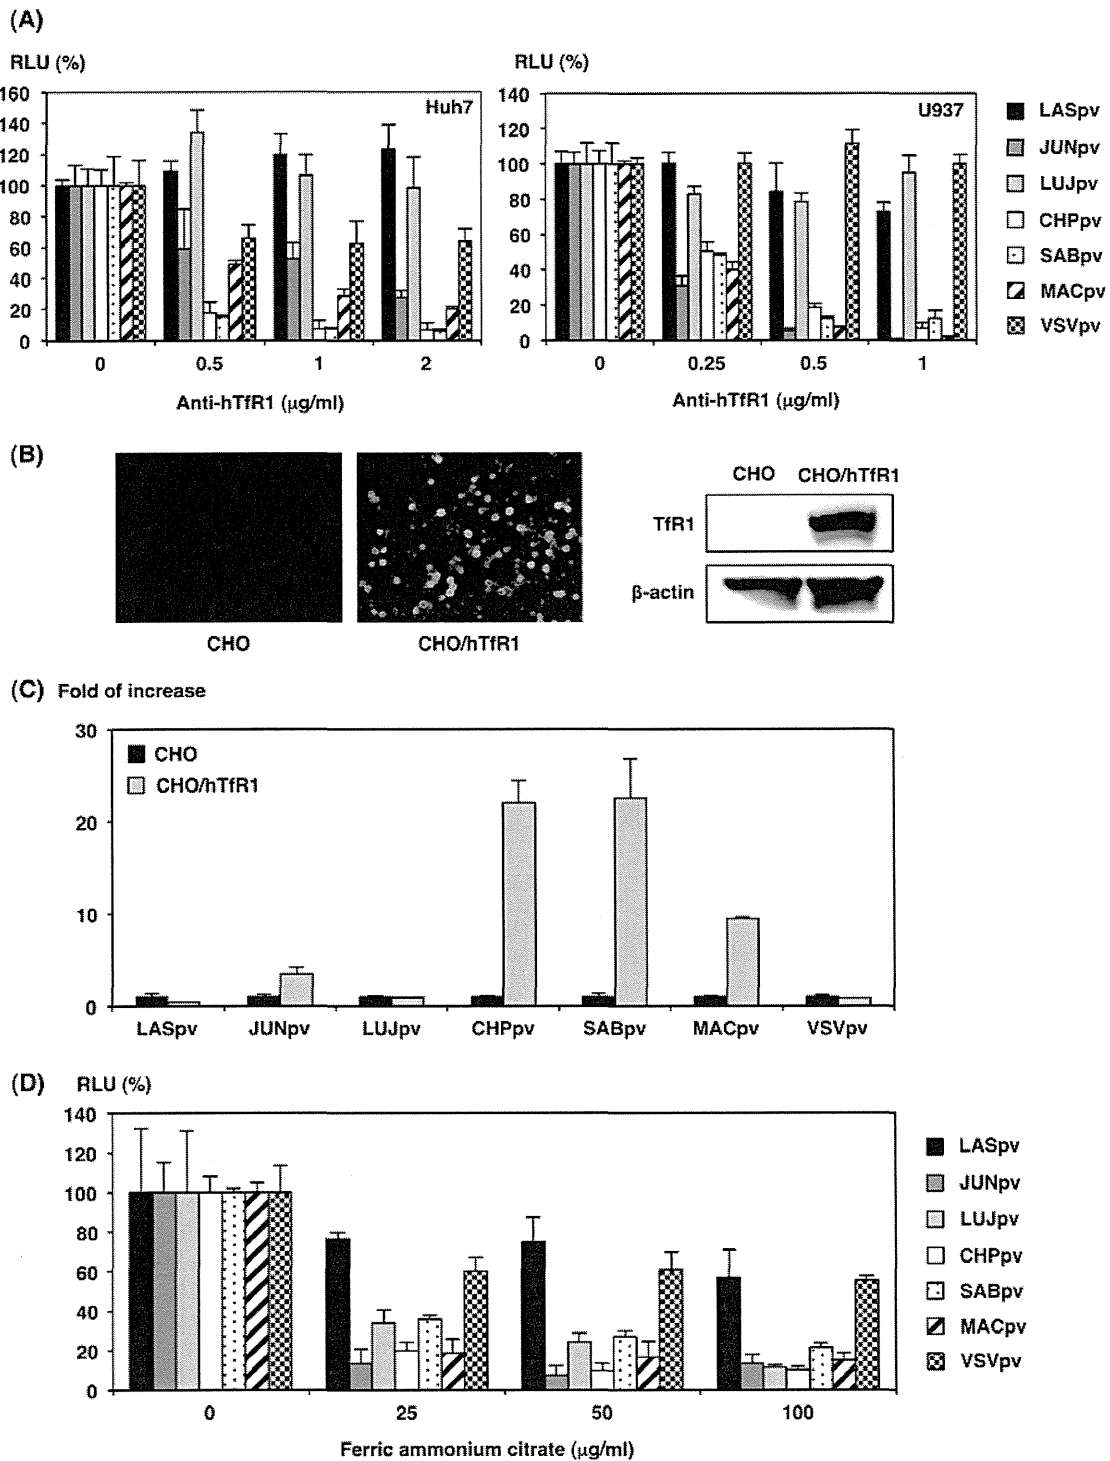 (A)
RLU (%)
RLU (%)
160
140
120
100
80
60
40
20
0
Huh7
0
0.5
1
2
Anti-hTfR1 (μg/ml)
140
120
100
80
60
40
20
0
U937
0
0.25
0.5
1
Anti-hTfR1 (μg/ml)
LASpv
JUNpv
LUJpv
CHPpv
SABpv
MACpv
VSVpv
(B)
CHO
CHO/hTfR1
CHO
CHO/hTfR1
TfR1
β-actin
(C) Fold of increase
30
20
10
0
CHO
CHO/hTfR1
LASpv
JUNpv
LUJpv
CHPpv
SABpv
MACpv
VSVpv
(D) RLU (%)
140
120
100
80
60
40
20
0
0
25
50
100
Ferric ammonium citrate (μg/ml)
LASpv
JUNpv
LUJpv
CHPpv
SABpv
MACpv
VSVpv